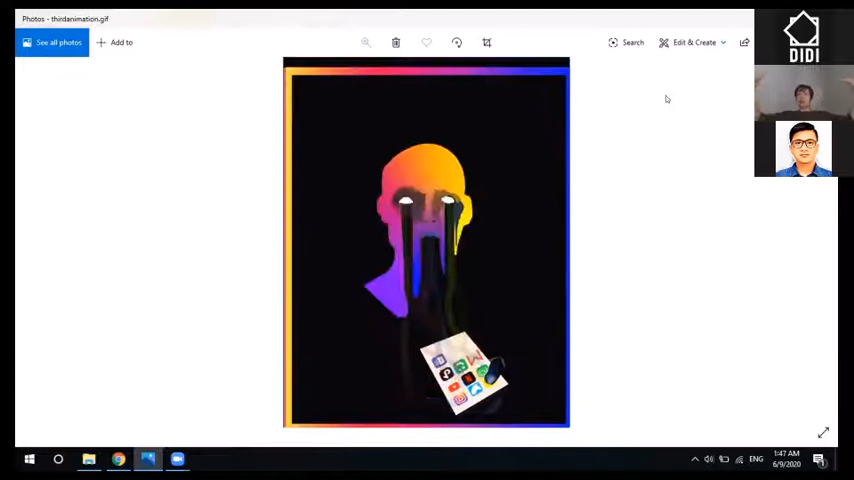 Photos - thirdanimation.gif
See all photos
Add to
Search
Edit & Create
DIDI
ENG
1:47 AM
6/9/2020